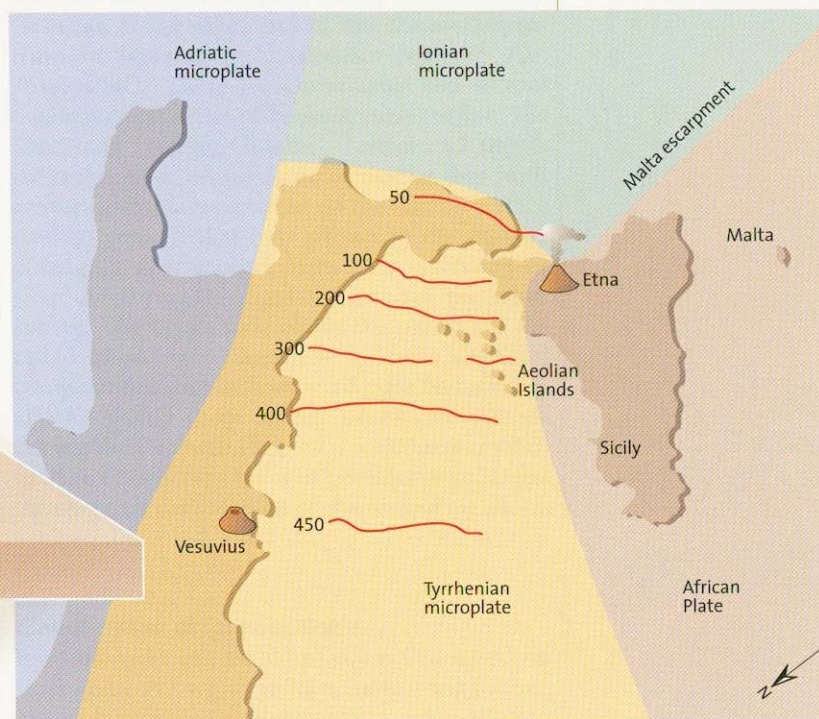 Adriatic
microplate
Ionian
microplate
Malta escarpment
50
Malta
100
Etna
200
300
Aeolian
Islands
400
Sicily
450
Vesuvius
Tyrrhenian
microplate
African
Plate
N